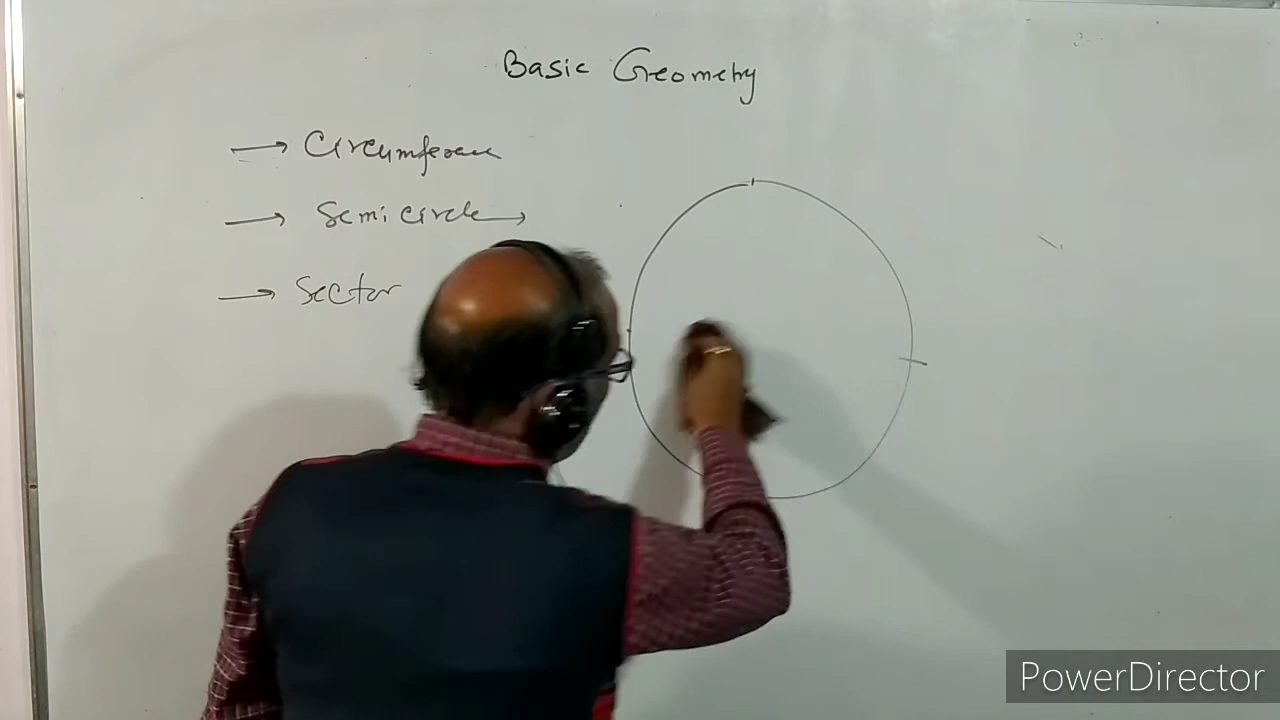 Basic Geometry
→ Circumference
→ Semi circle →
→ Sector
PowerDirector